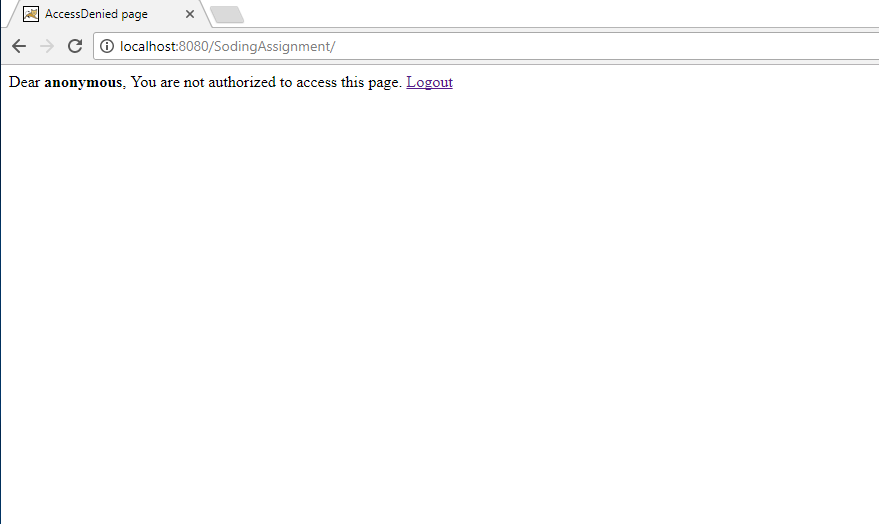 AccessDenied page
localhost:8080/SodingAssignment/
Dear anonymous, You are not authorized to access this page. Logout